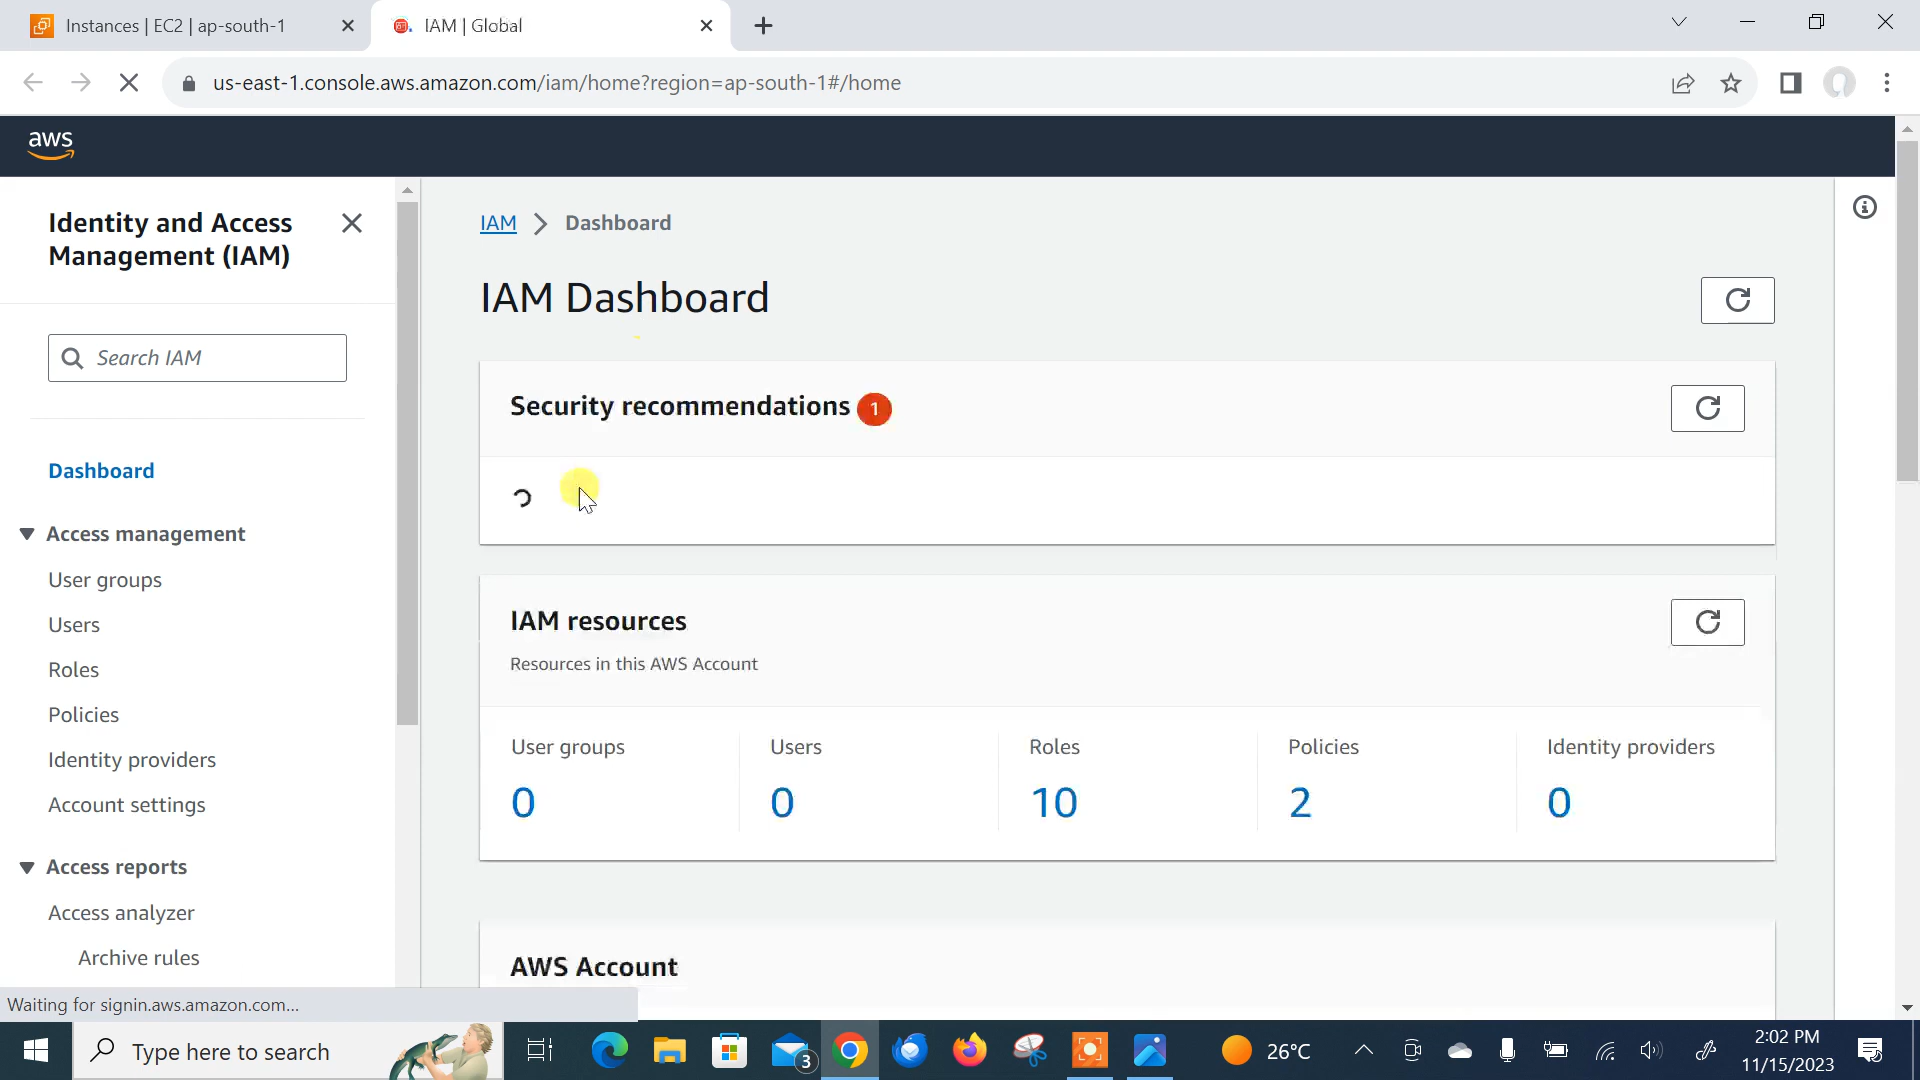 Instances | EC2 | ap-south-1
IAM | Global
us-east-1.console.aws.amazon.com/iam/home?region=ap-south-1#/home
aws
Identity and Access
Management (IAM)
Search IAM
Dashboard
Access management
User groups
Users
Roles
Policies
Identity providers
Account settings
Access reports
Access analyzer
Archive rules
IAM
Dashboard
IAM Dashboard
Security recommendations 1
IAM resources
Resources in this AWS Account
User groups
Users
Roles
Policies
Identity providers
0
0
10
2
0
AWS Account
Waiting for signin.aws.amazon.com...
Type here to search
3
26°C
2:02 PM
11/15/2023